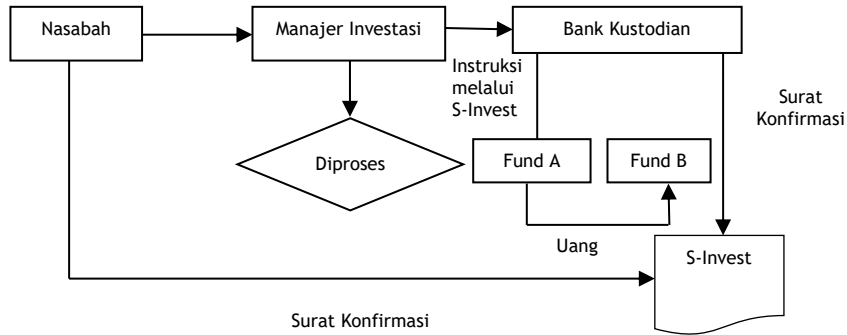 Nasabah
Manajer Investasi
Bank Kustodian
Instruksi
melalui
S-Invest
Surat
Konfirmasi
Diproses
Fund A
Fund B
Uang
S-Invest
Surat Konfirmasi